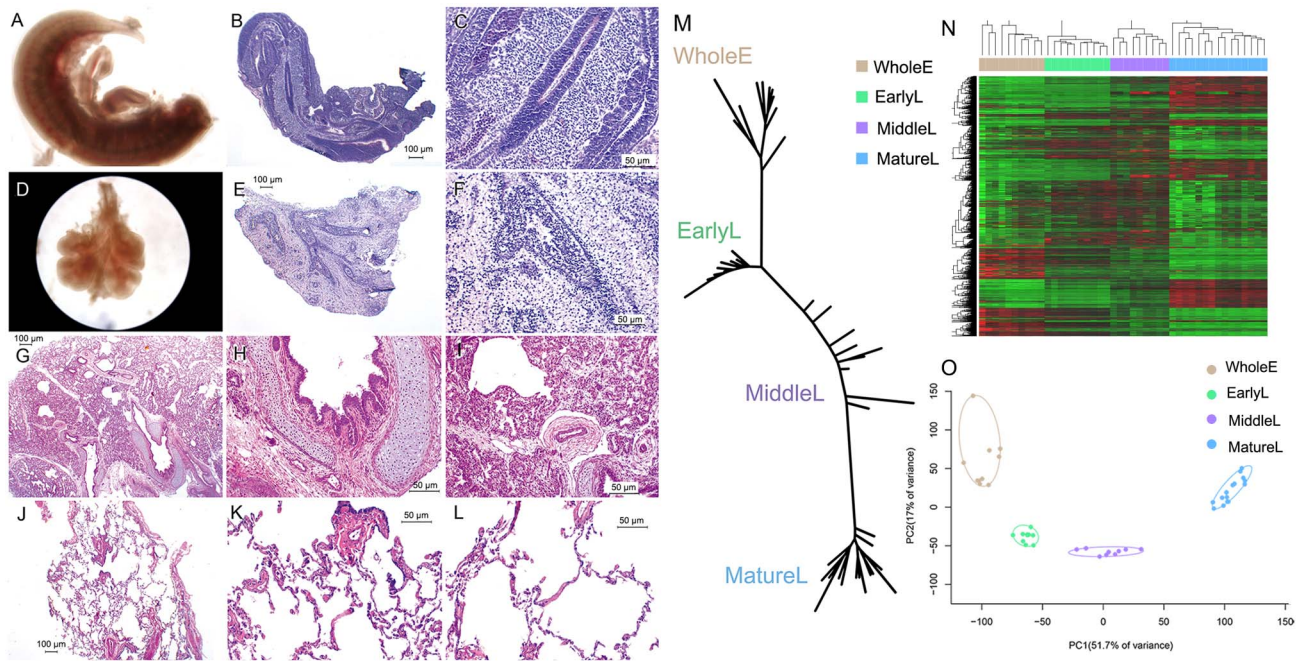 A
B
100 µm
C
50 µm
D
E
100 µm
F
50 µm
G
100 µm
H
50 µm
I
50 µm
J
100 µm
K
50 µm
L
50 µm
M
WholeE
EarlyL
MiddleL
MatureL
WholeE
EarlyL
MiddleL
MatureL
N
O
WholeE
EarlyL
MiddleL
MatureL
PC2(17% of variance)
150
100
50
0
−50
−100
−100
−50
0
50
100
150
PC1(51.7% of variance)